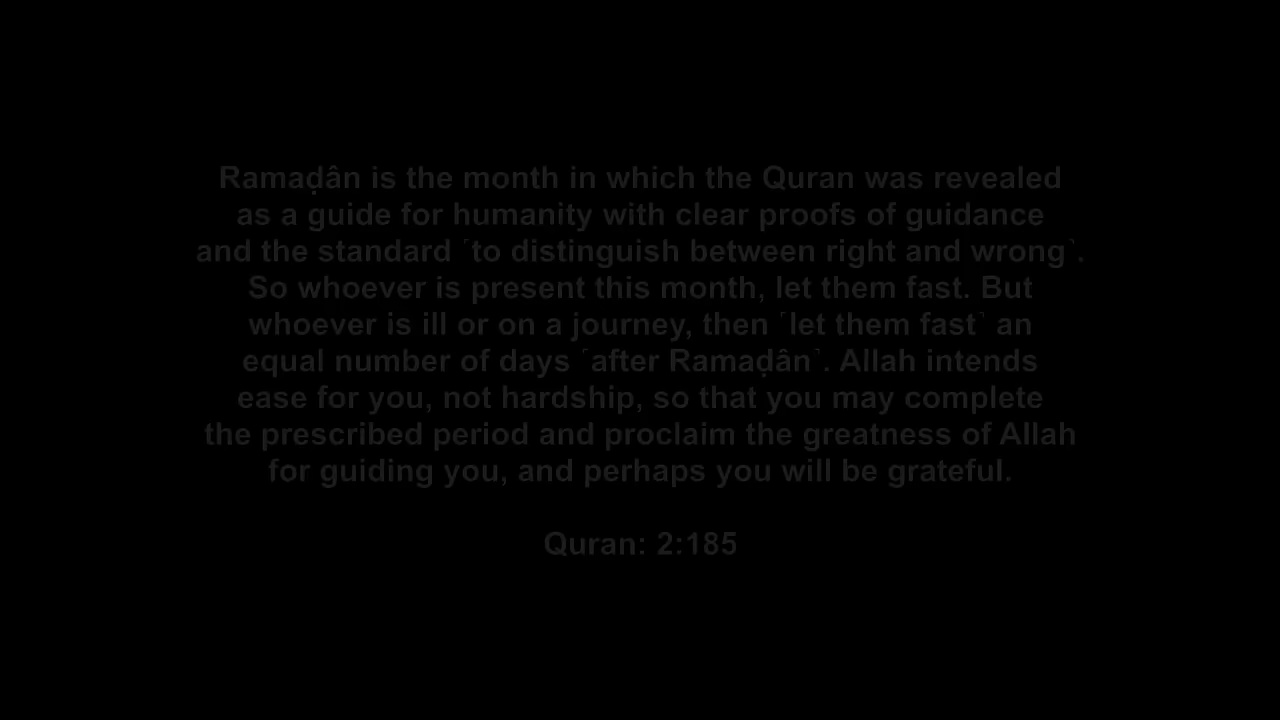 Ramaḍân is the month in which the Quran was revealed
as a guide for humanity with clear proofs of guidance
and the standard ˹to distinguish between right and wrong˺.
So whoever is present this month, let them fast. But
whoever is ill or on a journey, then ˹let them fast˺ an
equal number of days ˹after Ramaḍân˺. Allah intends
ease for you, not hardship, so that you may complete
the prescribed period and proclaim the greatness of Allah
for guiding you, and perhaps you will be grateful.
Quran: 2:185